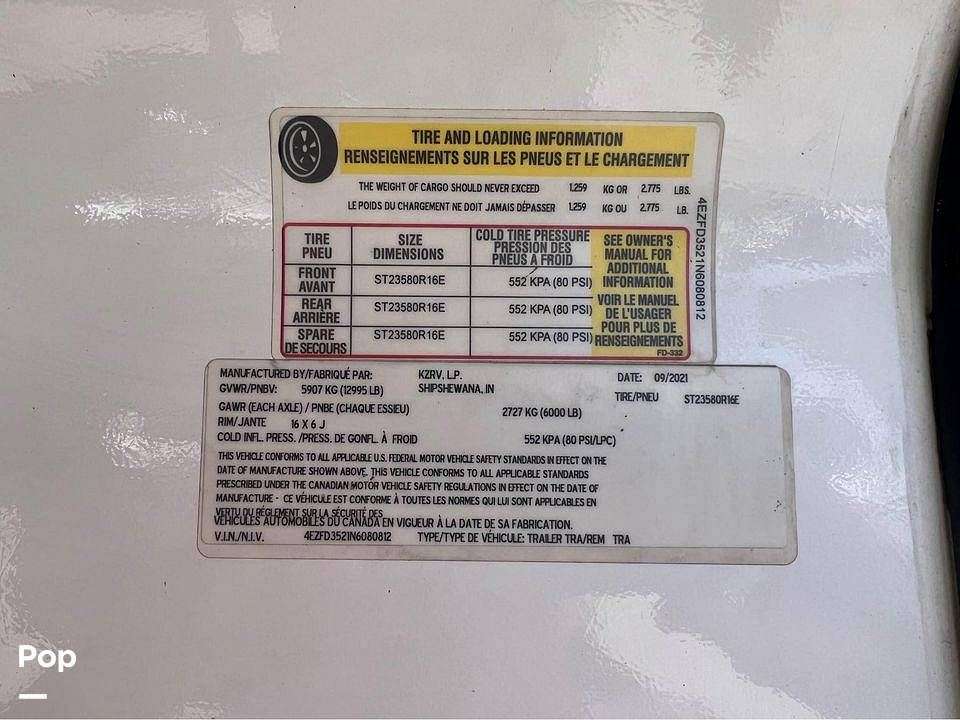 TIRE AND LOADING INFORMATION
RENSEIGNEMENTS SUR LES PNEUS ET LE CHARGEMENT
THE WEIGHT OF CARGO SHOULD NEVER EXCEED 1.259 KG OR 2.775 LBS.
LE POIDS DU CHARGEMENT NE DOIT JAMAIS DÉPASSER 1.259 KG OU 2.775 LB.
TIRE
PNEU
SIZE
DIMENSIONS
COLD TIRE PRESSURE
PRESSION DES
PNEUS A FROID
FRONT
AVANT
ST23580R16E
552 KPA (80 PSI)
REAR
ARRIÈRE
ST23580R16E
552 KPA (80 PSI)
SPARE
DE SECOURS
ST23580R16E
552 KPA (80 PSI)
SEE OWNER'S
MANUAL FOR
ADDITIONAL
INFORMATION
VOIR LE MANUEL
DE L'USAGER
POUR PLUS DE
RENSEIGNEMENTS
FD-332
4EZFD3521N6080812
MANUFACTURED BY/FABRIQUÉ PAR: KZRV, L.P. DATE: 09/2021
GVWR/PNBV: 5907 KG (12995 LB) SHIPSHEWANA, IN
TIRE/PNEU ST23580R16E
GAWR (EACH AXLE) / PNBE (CHAQUE ESSIEU) 2727 KG (6000 LB)
RIM/JANTE 16 X 6 J
COLD INFL. PRESS. /PRESS. DE GONFL. À FROID 552 KPA (80 PSI/LPC)
THIS VEHICLE CONFORMS TO ALL APPLICABLE U.S. FEDERAL MOTOR VEHICLE SAFETY STANDARDS IN EFFECT ON THE
DATE OF MANUFACTURE SHOWN ABOVE. THIS VEHICLE CONFORMS TO ALL APPLICABLE STANDARDS
PRESCRIBED UNDER THE CANADIAN MOTOR VEHICLE SAFETY REGULATIONS IN EFFECT ON THE DATE OF
MANUFACTURE - CE VÉHICULE EST CONFORME À TOUTES LES NORMES QUI LUI SONT APPLICABLES EN
VERTU DU RÈGLEMENT SUR LA SÉCURITÉ DES
VÉHICULES AUTOMOBILES DU CANADA EN VIGUEUR À LA DATE DE SA FABRICATION.
V.I.N./N.I.V. 4EZFD3521N6080812 TYPE/TYPE DE VÉHICULE: TRAILER TRA/REM TRA
Pop